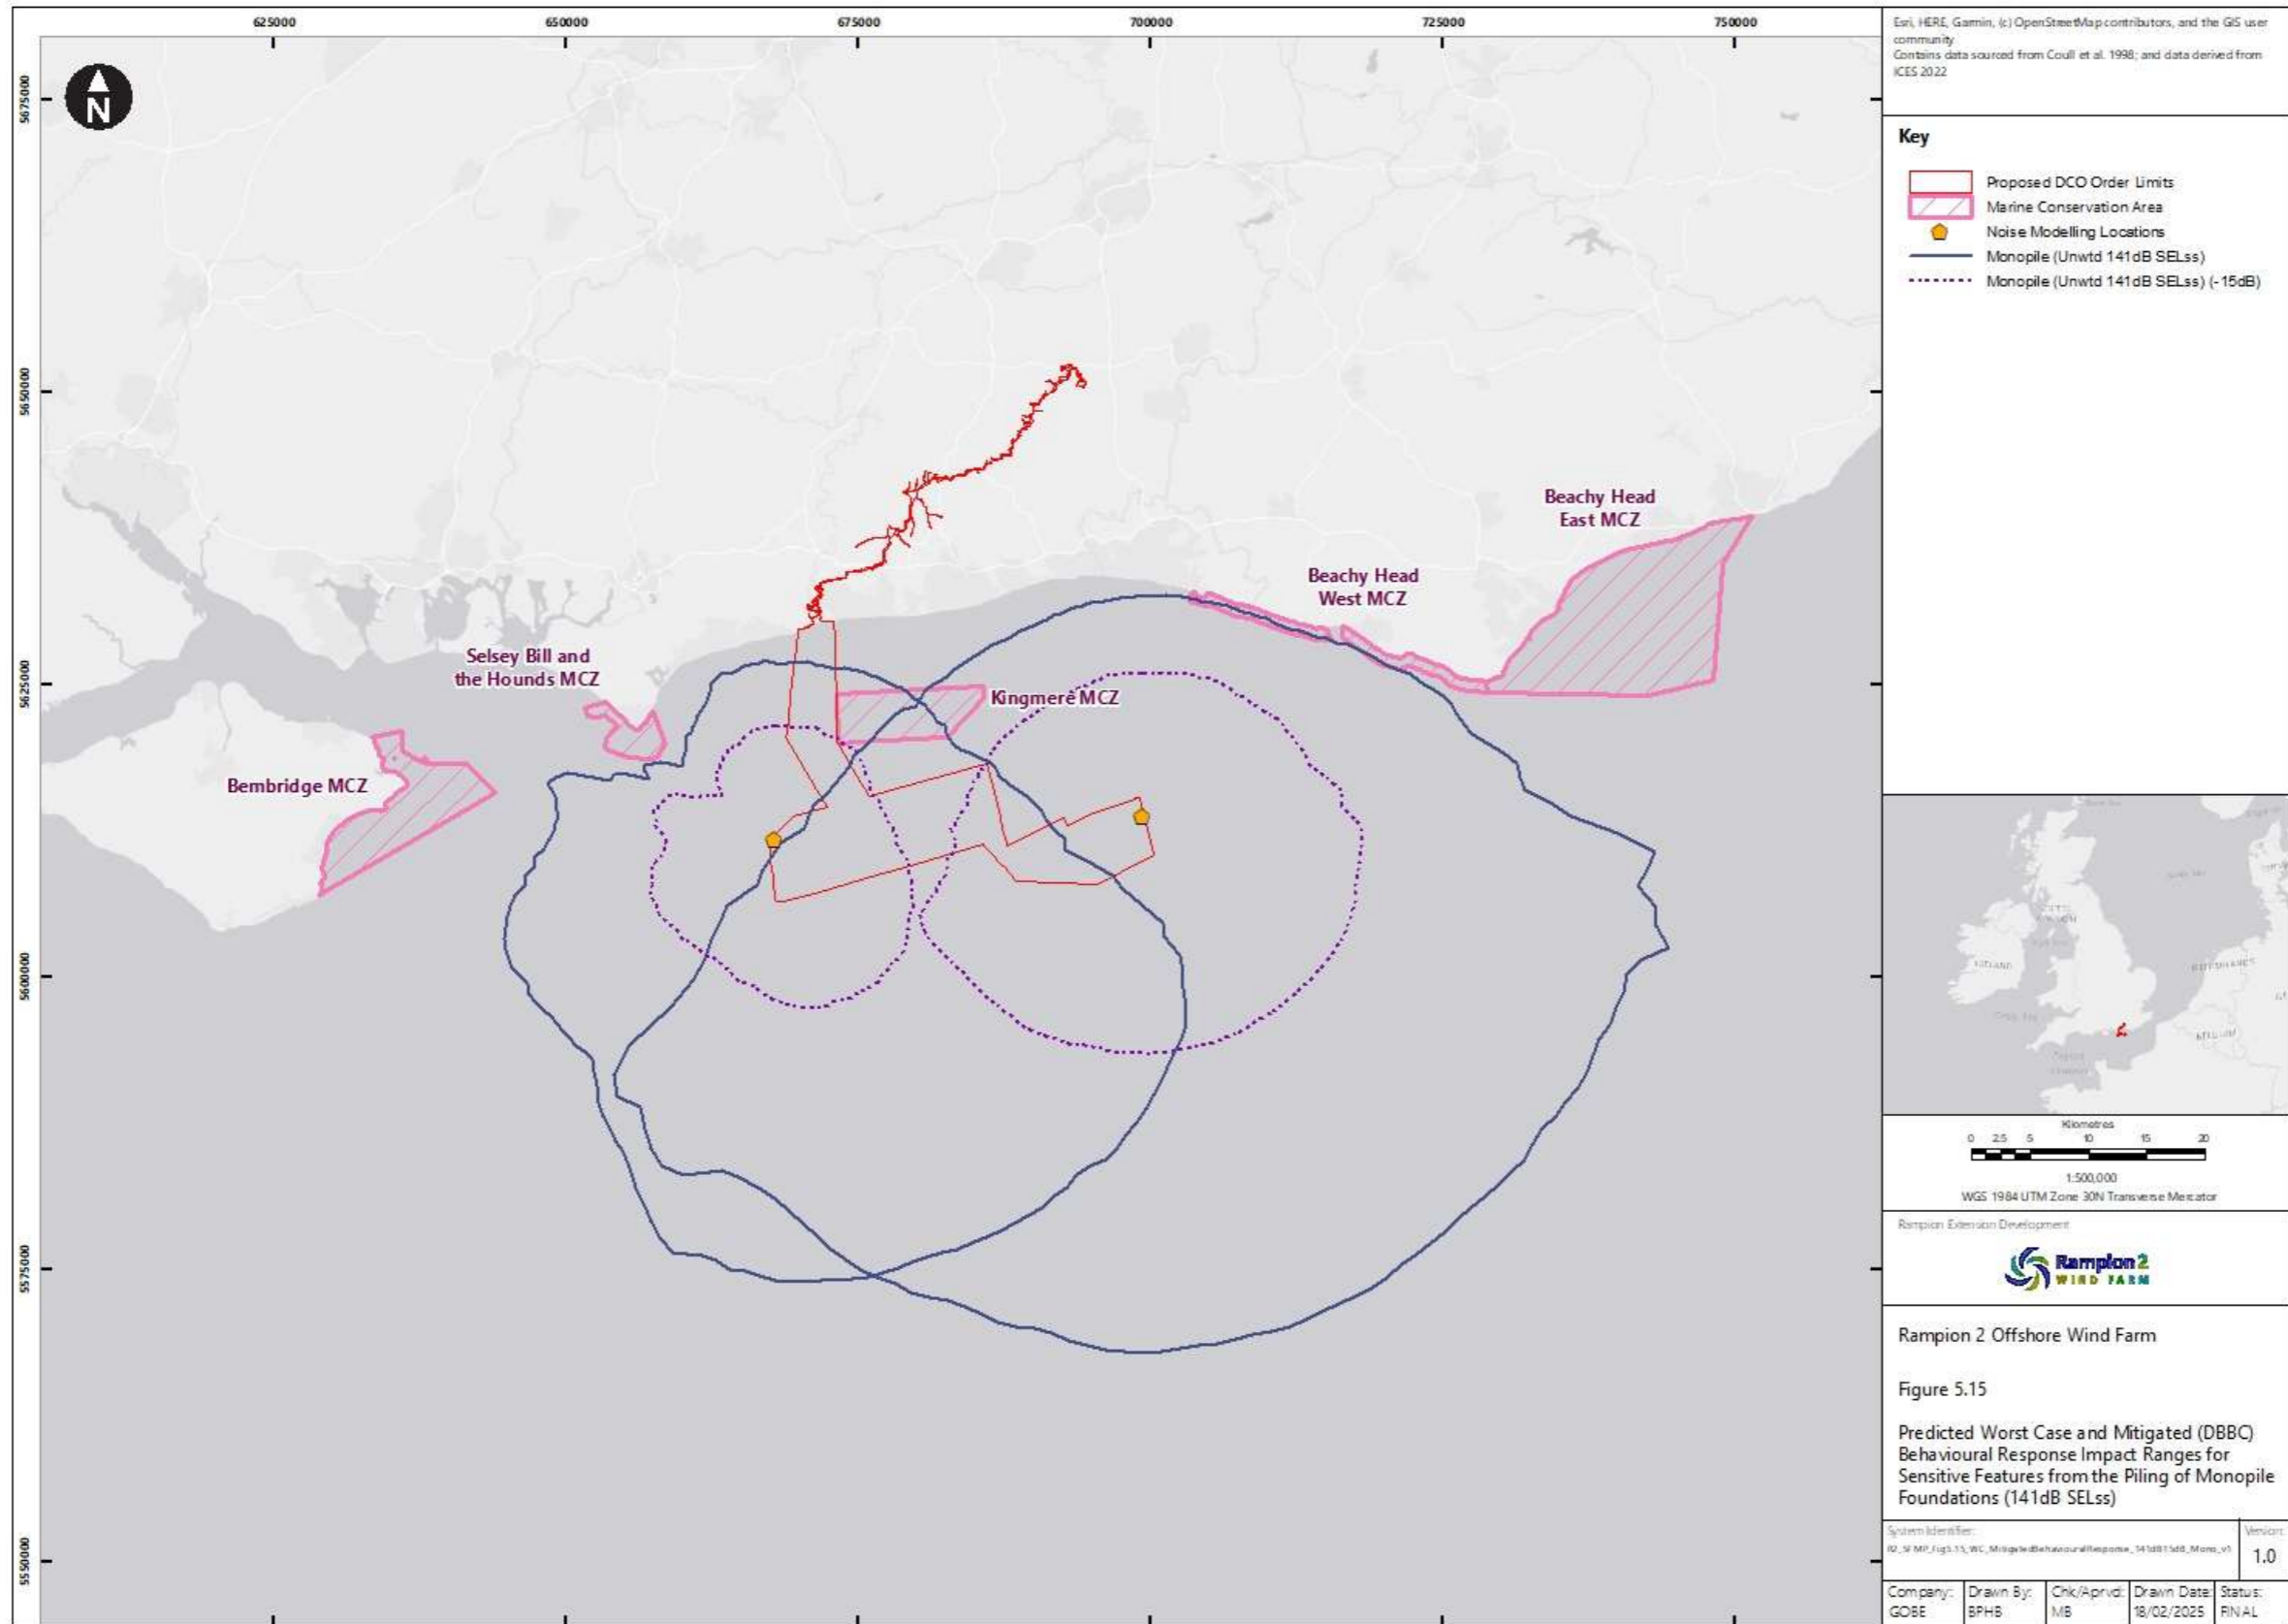 625000
650000
675000
700000
725000
750000
5675000
5650000
5625000
5600000
5575000
5550000
N
Beachy Head
East MCZ
Beachy Head
West MCZ
Selsey Bill and
the Hounds MCZ
Kingmere MCZ
Bembridge MCZ
Esri, HERE, Garmin, (c) OpenStreetMap contributors, and the GIS user
community
Contains data sourced from Coull et al. 1998; and data derived from
ICES 2022
Key
Proposed DCO Order Limits
Marine Conservation Area
Noise Modelling Locations
Monopile (Unwtd 141dB SELss)
Monopile (Unwtd 141dB SELss) (-15dB)
Kilometres
0 2.5 5 10 15 20
1:500,000
WGS 1984 UTM Zone 30N Transverse Mercator
Rampion Extension Development
Rampion 2
WIND FARM
Rampion 2 Offshore Wind Farm
Figure 5.15
Predicted Worst Case and Mitigated (DBBC)
Behavioural Response Impact Ranges for
Sensitive Features from the Piling of Monopile
Foundations (141dB SELss)
System Identifier:
Version:
1.0
Company: Drawn By: Chk/Aprvd: Drawn Date: Status:
GOBE BPHB MB 18/02/2025 FINAL